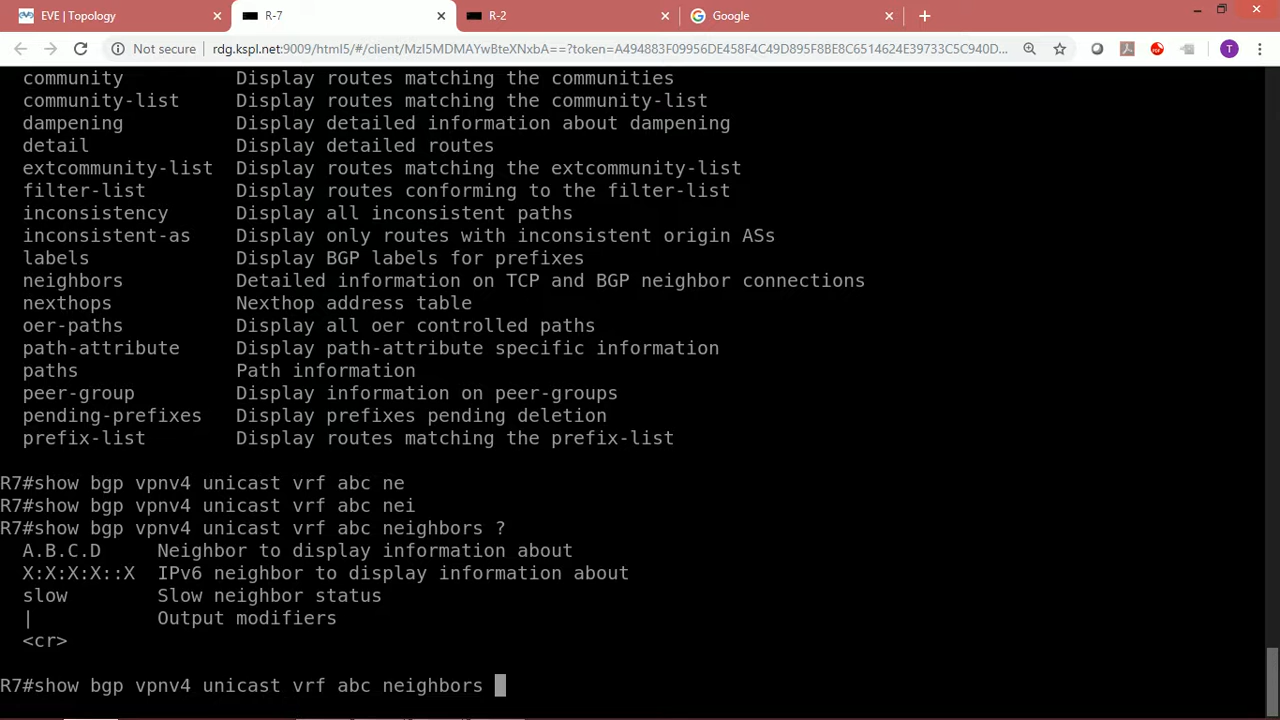 EVE | Topology
R-7
R-2
Google
Not secure
rdg.kspl.net:9009/html5/#/client/MzI5MDMAYwBteXNxbA==?token=A494883F09956DE458F4C49D895F8BE8C6514624E39733C5C940D...
T
community Display routes matching the communities
community-list Display routes matching the community-list
dampening Display detailed information about dampening
detail Display detailed routes
extcommunity-list Display routes matching the extcommunity-list
filter-list Display routes conforming to the filter-list
inconsistency Display all inconsistent paths
inconsistent-as Display only routes with inconsistent origin ASs
labels Display BGP labels for prefixes
neighbors Detailed information on TCP and BGP neighbor connections
nexthops Nexthop address table
oer-paths Display all oer controlled paths
path-attribute Display path-attribute specific information
paths Path information
peer-group Display information on peer-groups
pending-prefixes Display prefixes pending deletion
prefix-list Display routes matching the prefix-list
R7#show bgp vpnv4 unicast vrf abc ne
R7#show bgp vpnv4 unicast vrf abc nei
R7#show bgp vpnv4 unicast vrf abc neighbors ?
A.B.C.D Neighbor to display information about
X:X:X:X::X IPv6 neighbor to display information about
slow Slow neighbor status
| Output modifiers
<cr>
R7#show bgp vpnv4 unicast vrf abc neighbors